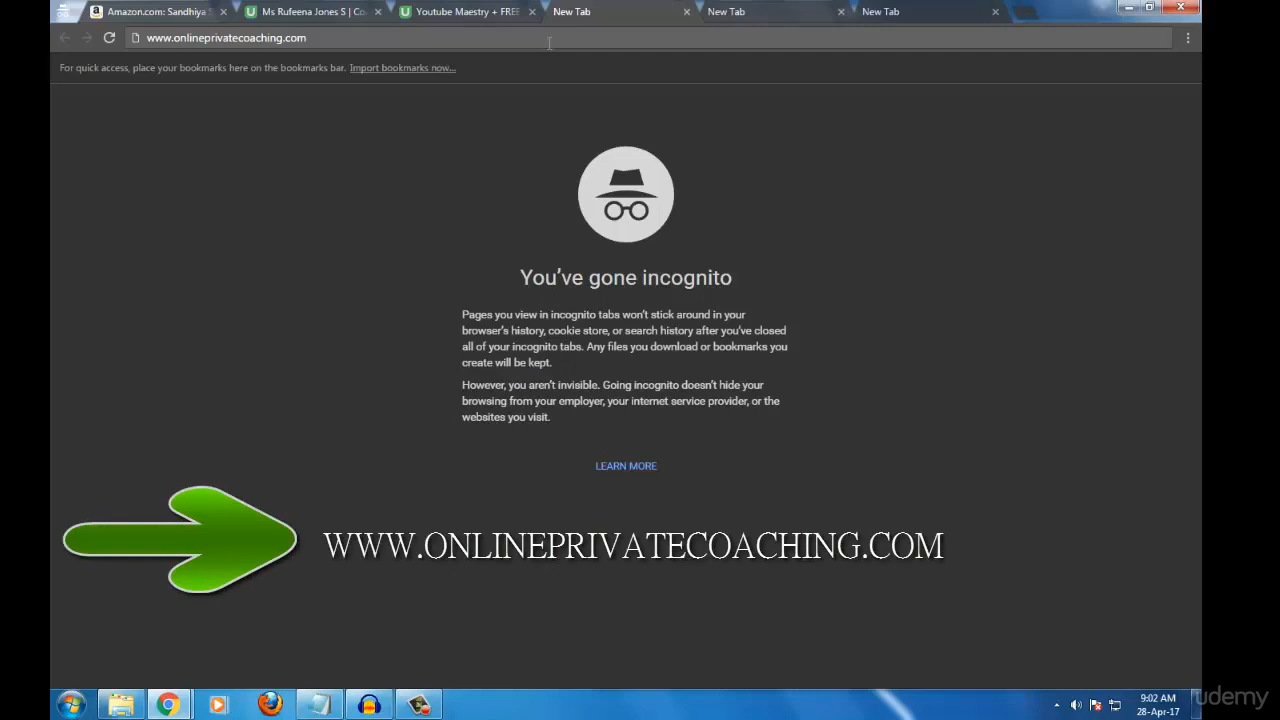 Amazon.com: Sandhiya
Ms Rufeena Jones S | Co
Youtube Maestry + FREE
New Tab
New Tab
New Tab
www.onlineprivatecoaching.com
For quick access, place your bookmarks here on the bookmarks bar. Import bookmarks now...
You've gone incognito
Pages you view in incognito tabs won't stick around in your
browser's history, cookie store, or search history after you've closed
all of your incognito tabs. Any files you download or bookmarks you
create will be kept.
However, you aren't invisible. Going incognito doesn't hide your
browsing from your employer, your internet service provider, or the
websites you visit.
LEARN MORE
WWW.ONLINEPRIVATECOACHING.COM
9:02 AM
28-Apr-17
udemy